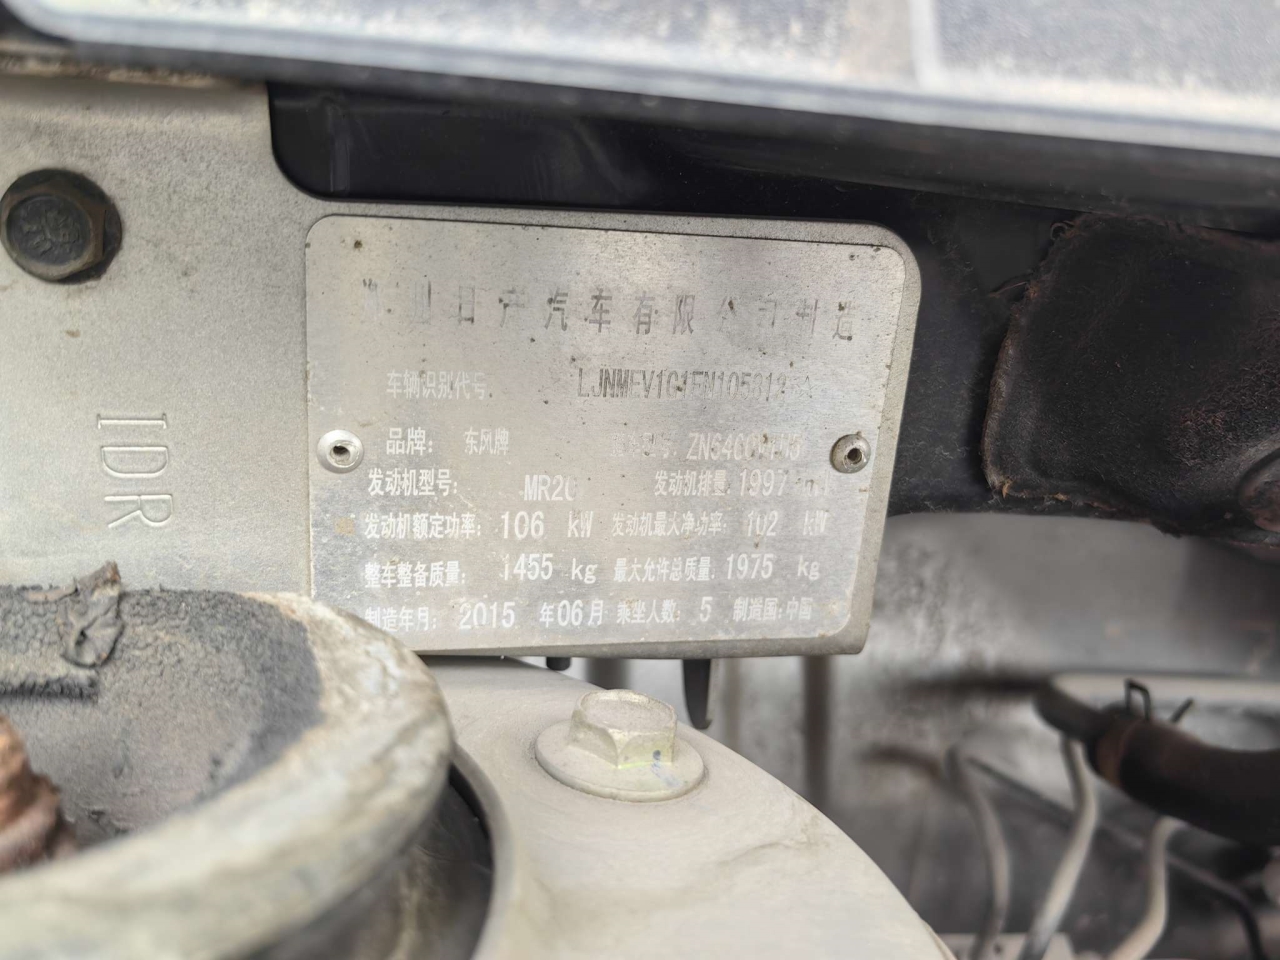 日产汽车有限公司制造
车辆识别代号:
品牌: 东风牌
发动机型号: 发动机排量: 1997 ml
发动机额定功率: 106 kW 发动机最大净功率: 102 kW
整车整备质量: 1455 kg 最大允许总质量: 1975 kg
制造年月: 2015 年 06 月 乘坐人数: 5 制造国: 中国
IDR